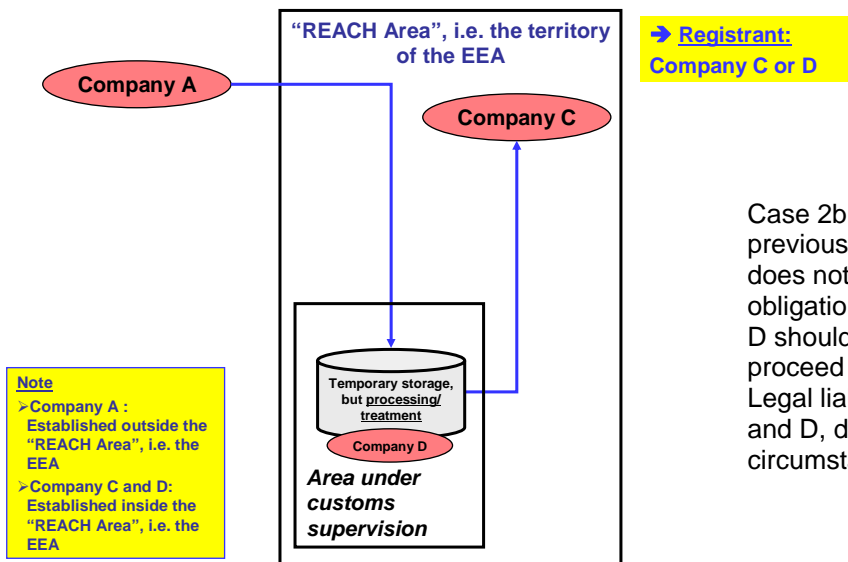 “REACH Area”, i.e. the territory
of the EEA
➔ Registrant:
Company C or D
Company A
Company C
Case 2b
previous
does not
obligatio
D should
proceed
Legal lia
and D, d
circumst
Temporary storage,
but processing/
treatment
Company D
Area under
customs
supervision
Note
➢Company A :
Established outside the
“REACH Area”, i.e. the
EEA
➢Company C and D:
Established inside the
“REACH Area”, i.e. the
EEA